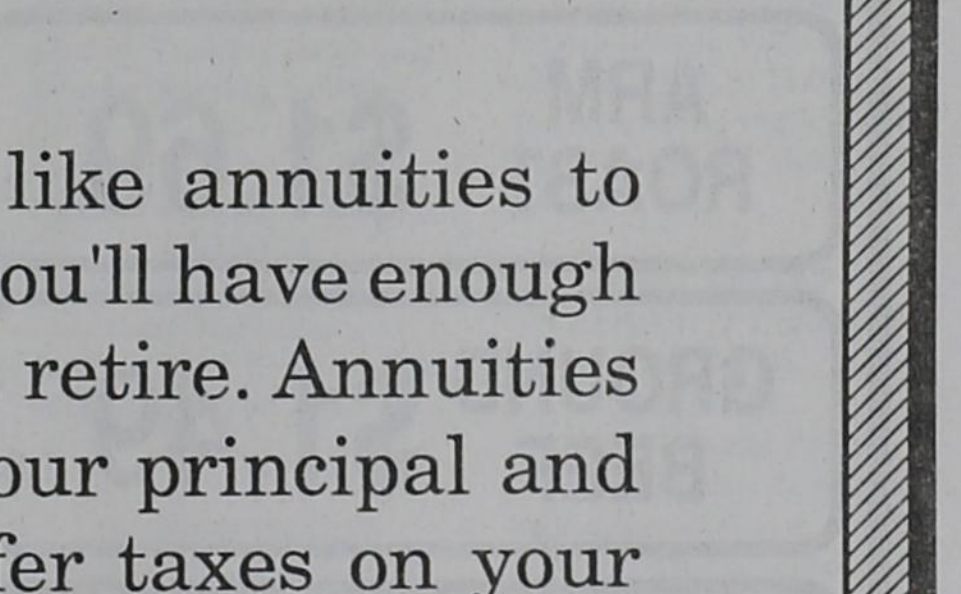 like annuities to
ou'll have enough
retire. Annuities
our principal and
fer taxes on your